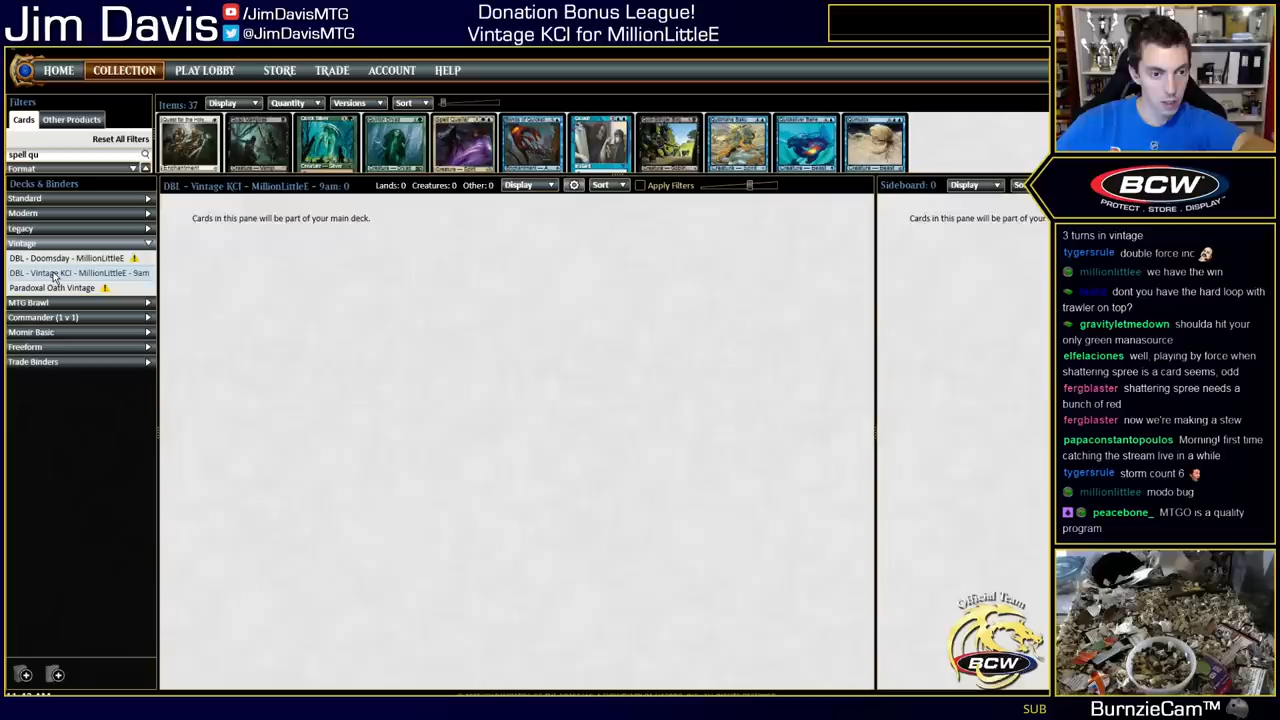 Jim Davis
/JimDavisMTG
@JimDavisMTG
Donation Bonus League!
Vintage KCI for MillionLittleE
HOME
COLLECTION
PLAY LOBBY
STORE
TRADE
ACCOUNT
HELP
Filters
Items: 37
Display
Quantity
Versions
Sort
Cards
Other Products
Reset All Filters
spell qu
Format
Decks & Binders
Standard
Modern
Legacy
Vintage
DBL - Doomsday - MillionLittleE
DBL - Vintage KCI - MillionLittleE - 9am
Paradoxal Oath Vintage
MTG Brawl
Commander (1 v 1)
Momir Basic
Freeform
Trade Binders
DBL - Vintage KCI - MillionLittleE - 9am: 0
Lands: 0 Creatures: 0 Other: 0
Display
Sort
Apply Filters
Sideboard: 0
Display
Cards in this pane will be part of your main deck.
Cards in this pane will be part of your
BCW
PROTECT. STORE. DISPLAY.
3 turns in vintage
tygersrule double force inc
millionlittlee we have the win
dont you have the hard loop with
trawler on top?
gravityletmedown shoulda hit your
only green manasource
elfelaciones well, playing by force when
shattering spree is a card seems, odd
fergblaster shattering spree needs a
bunch of red
fergblaster now we're making a stew
papaconstantopoulos Morning! first time
catching the stream live in a while
tygersrule storm count 6
millionlittlee modo bug
peacebone_ MTGO is a quality
program
Official Team
BCW
SUB
BurnzieCam™